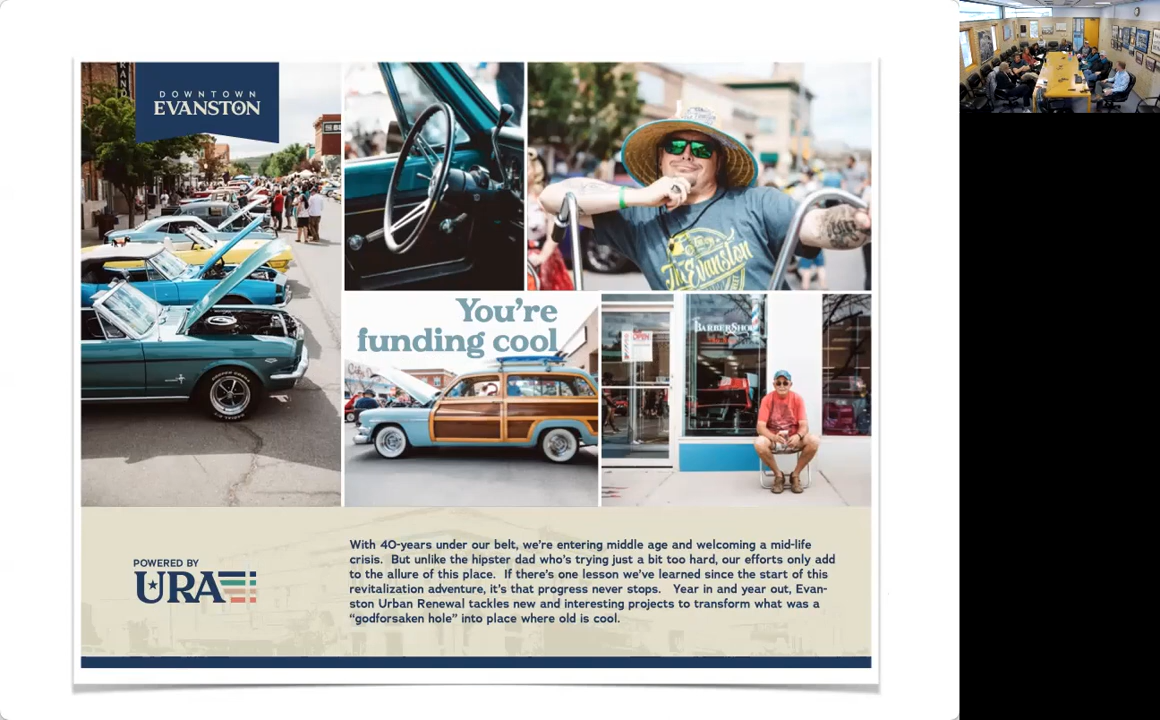 DOWNTOWN
EVANSTON
You're
funding cool
BARBERSHOP
OPEN
POWERED BY
URA
With 40-years under our belt, we're entering middle age and welcoming a mid-life
crisis.  But unlike the hipster dad who's trying just a bit too hard, our efforts only add
to the allure of this place.  If there's one lesson we've learned since the start of this
revitalization adventure, it's that progress never stops.   Year in and year out, Evan-
ston Urban Renewal tackles new and interesting projects to transform what was a
“godforsaken hole” into place where old is cool.